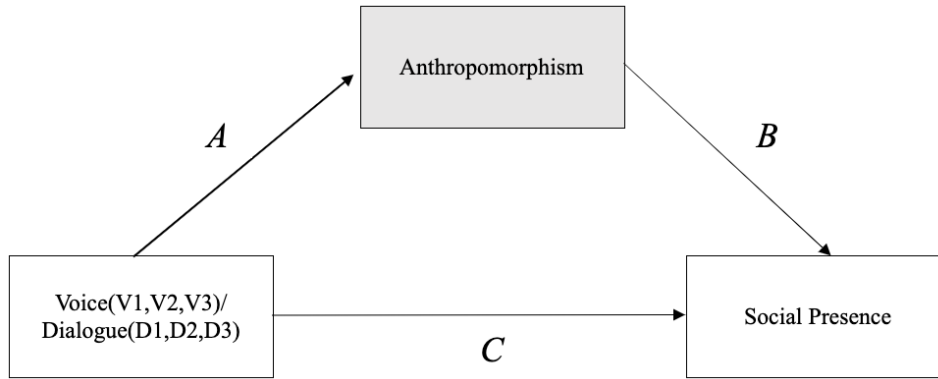 Anthropomorphism
A
B
Voice(V1,V2,V3)/
Dialogue(D1,D2,D3)
Social Presence
C